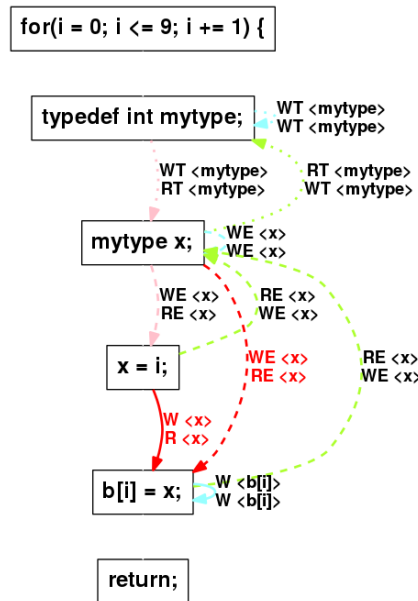 for(i = 0; i <= 9; i += 1) {
typedef int mytype;
WT <mytype>
WT <mytype>
WT <mytype>
RT <mytype>
RT <mytype>
WT <mytype>
mytype x;
WE <x>
WE <x>
WE <x>
RE <x>
RE <x>
WE <x>
WE <x>
RE <x>
RE <x>
WE <x>
x = i;
W <x>
R <x>
b[i] = x;
W <b[i]>
W <b[i]>
return;